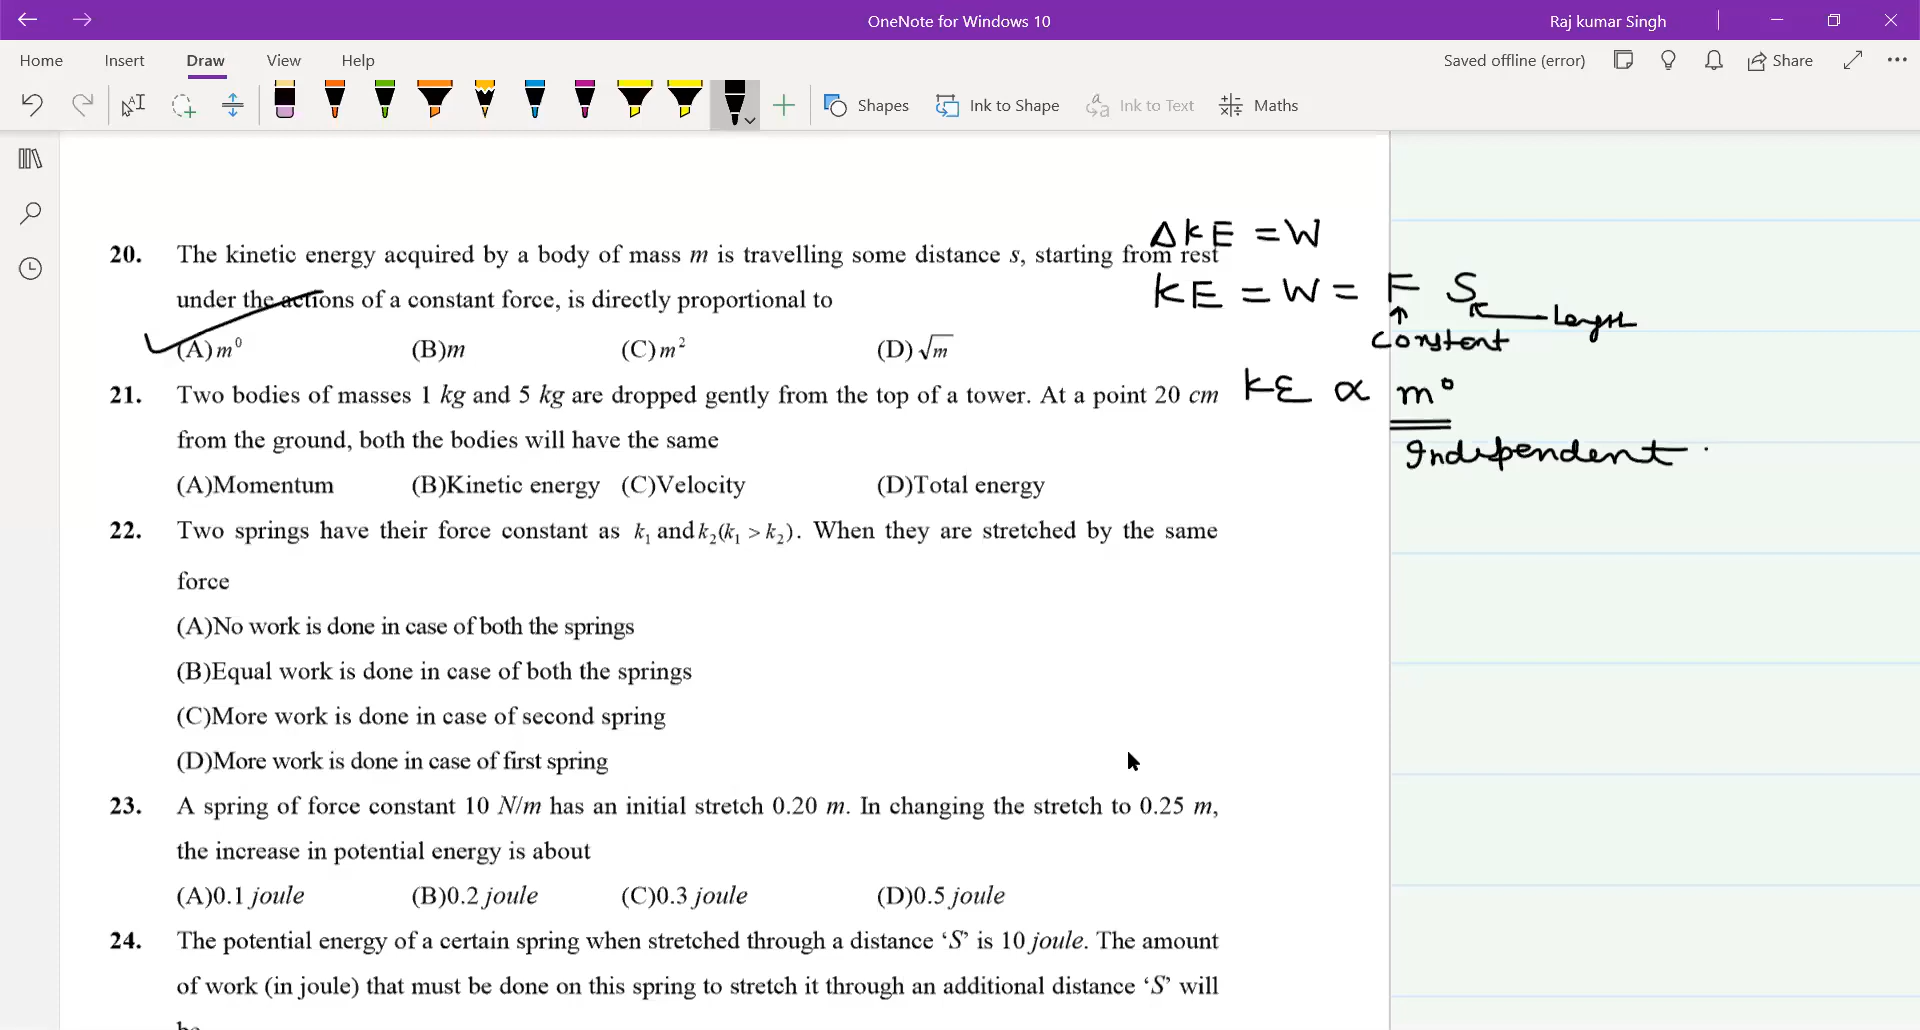 OneNote for Windows 10
Raj kumar Singh
Home Insert Draw View Help
Saved offline (error) Share
Shapes Ink to Shape Ink to Text Maths
ΔKE = W
20. The kinetic energy acquired by a body of mass m is travelling some distance s, starting from rest
KE = W = F S
under the actions of a constant force, is directly proportional to
constant
(A) m⁰ (B)m (C) m² (D) √m
KE ∝ m⁰
21. Two bodies of masses 1 kg and 5 kg are dropped gently from the top of a tower. At a point 20 cm
from the ground, both the bodies will have the same
Independent .
(A)Momentum (B)Kinetic energy (C)Velocity (D)Total energy
22. Two springs have their force constant as k₁ and k₂(k₁ > k₂). When they are stretched by the same
force
(A)No work is done in case of both the springs
(B)Equal work is done in case of both the springs
(C)More work is done in case of second spring
(D)More work is done in case of first spring
23. A spring of force constant 10 N/m has an initial stretch 0.20 m. In changing the stretch to 0.25 m,
the increase in potential energy is about
(A)0.1 joule (B)0.2 joule (C)0.3 joule (D)0.5 joule
24. The potential energy of a certain spring when stretched through a distance ‘S’ is 10 joule. The amount
of work (in joule) that must be done on this spring to stretch it through an additional distance ‘S’ will